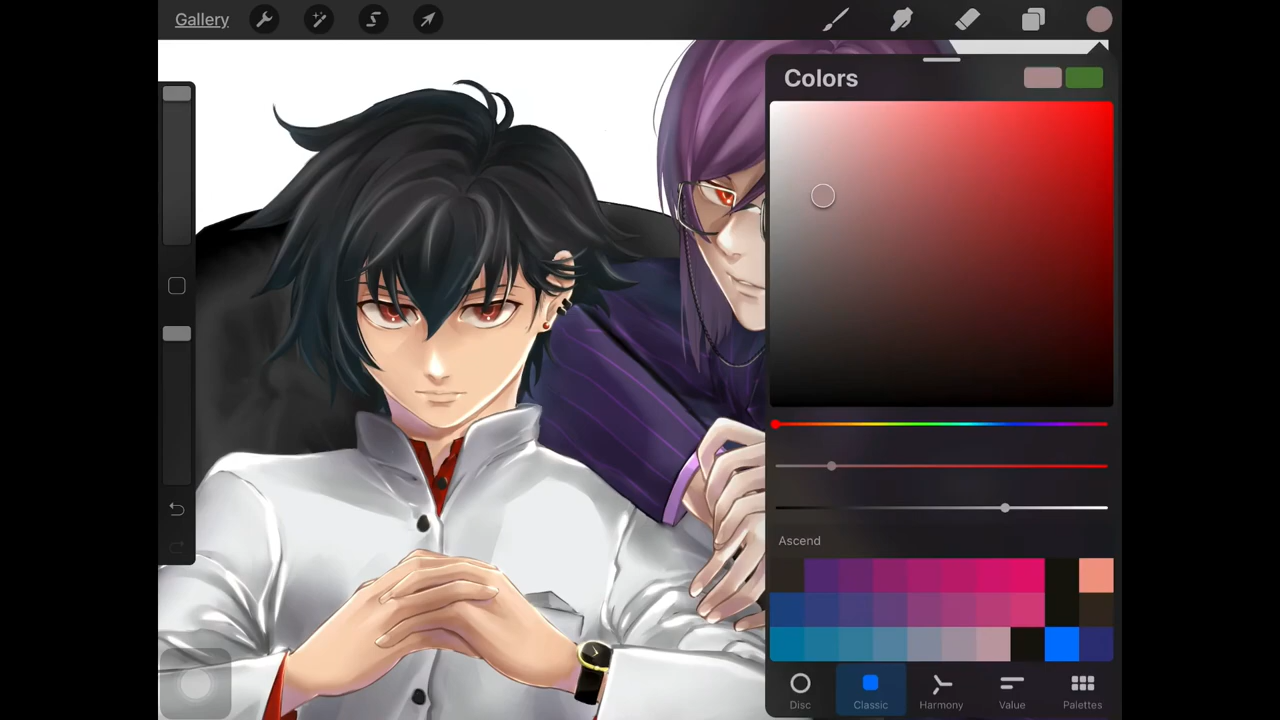 Gallery
Colors
Ascend
Disc
Classic
Harmony
Value
Palettes